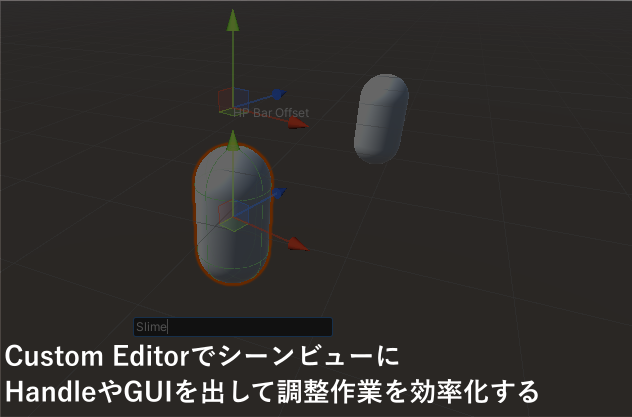 HP Bar Offset
Slime
Custom Editorでシーンビューに
HandleやGUIを出して調整作業を効率化する